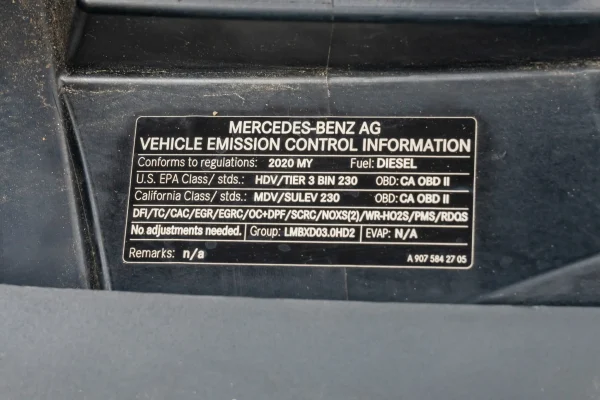 MERCEDES-BENZ AG
VEHICLE EMISSION CONTROL INFORMATION
Conforms to regulations: 2020 MY Fuel: DIESEL
U.S. EPA Class/ stds.: HDV/TIER 3 BIN 230 OBD: CA OBD II
California Class/ stds.: MDV/SULEV 230 OBD: CA OBD II
DFI/TC/CAC/EGR/EGRC/OC+DPF/SCRC/NOXS(2)/WR-HO2S/PMS/RDQS
No adjustments needed. Group: LMBXD03.0HD2 EVAP: N/A
Remarks: n/a A 907 584 27 05